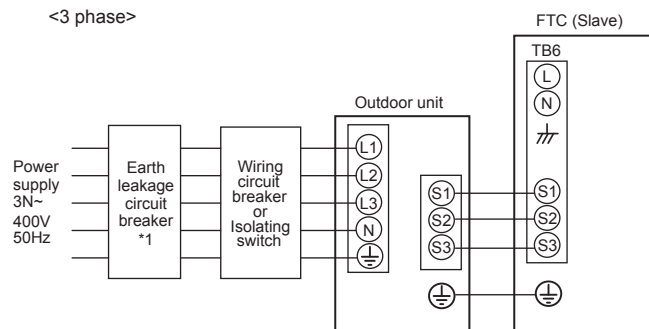 <3 phase>
FTC (Slave)
TB6
L
N
Outdoor unit
Power
supply
3N~
400V
50Hz
Earth
leakage
circuit
breaker
*1
Wiring
circuit
breaker
or
Isolating
switch
L1
L2
L3
N
S1
S2
S3
S1
S2
S3